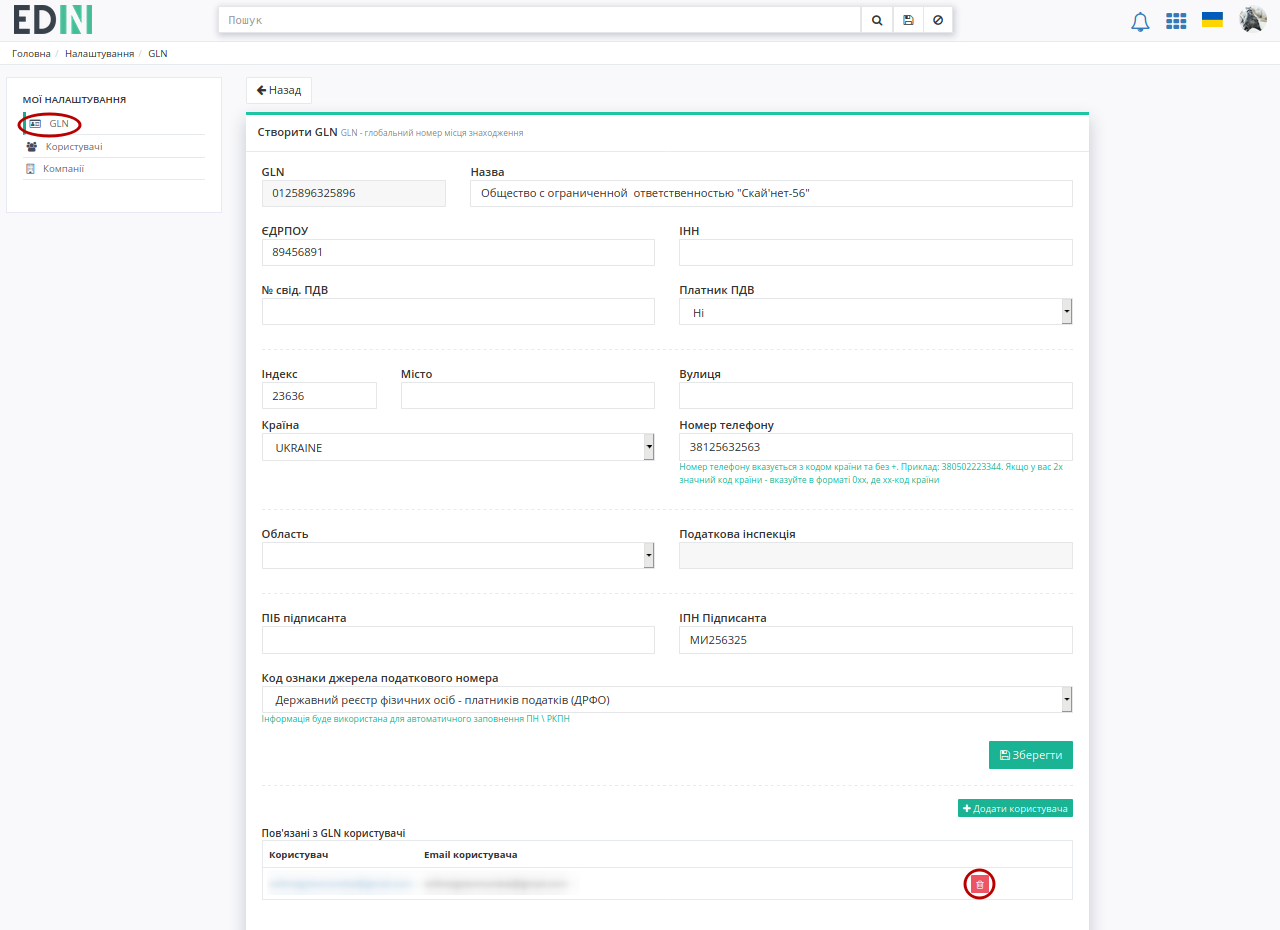 EDIN
Пошук
Головна / Налаштування / GLN
МОЇ НАЛАШТУВАННЯ
GLN
Користувачі
Компанії
Назад
Створити GLN GLN - глобальний номер місця знаходження
GLN Назва
0125896325896 Общество с ограниченной ответственностью "Скай'нет-56"
ЄДРПОУ ІНН
89456891
№ свід. ПДВ Платник ПДВ
Ні
Індекс Місто Вулиця
23636
Країна Номер телефону
UKRAINE 38125632563
Номер телефону вказується з кодом країни та без +. Приклад: 380502223344. Якщо у вас 2х
значний код країни - вказуйте в форматі 0хх, де хх-код країни
Область Податкова інспекція
ПІБ підписанта ІПН Підписанта
МИ256325
Код ознаки джерела податкового номера
Державний реєстр фізичних осіб - платників податків (ДРФО)
Інформація буде використана для автоматичного заповнення ПН \ РКПН
Зберегти
+ Додати користувача
Пов'язані з GLN користувачі
Користувач Email користувача